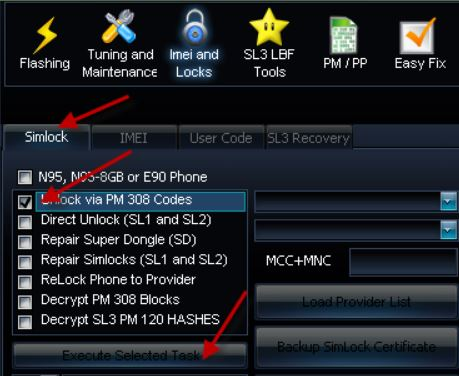 Flashing
Tuning and Maintenance
Imei and Locks
SL3 LBF Tools
PM / PP
Easy Fix
Simlock
IMEI
User Code
SL3 Recovery
N95, N95-8GB or E90 Phone
Unlock via PM 308 Codes
Direct Unlock (SL1 and SL2)
Repair Super Dongle (SD)
Repair Simlocks (SL1 and SL2)
MCC+MNC
ReLock Phone to Provider
Decrypt PM 308 Blocks
Load Provider List
Decrypt SL3 PM 120 HASHES
Execute Selected Task
Backup SimLock Certificate